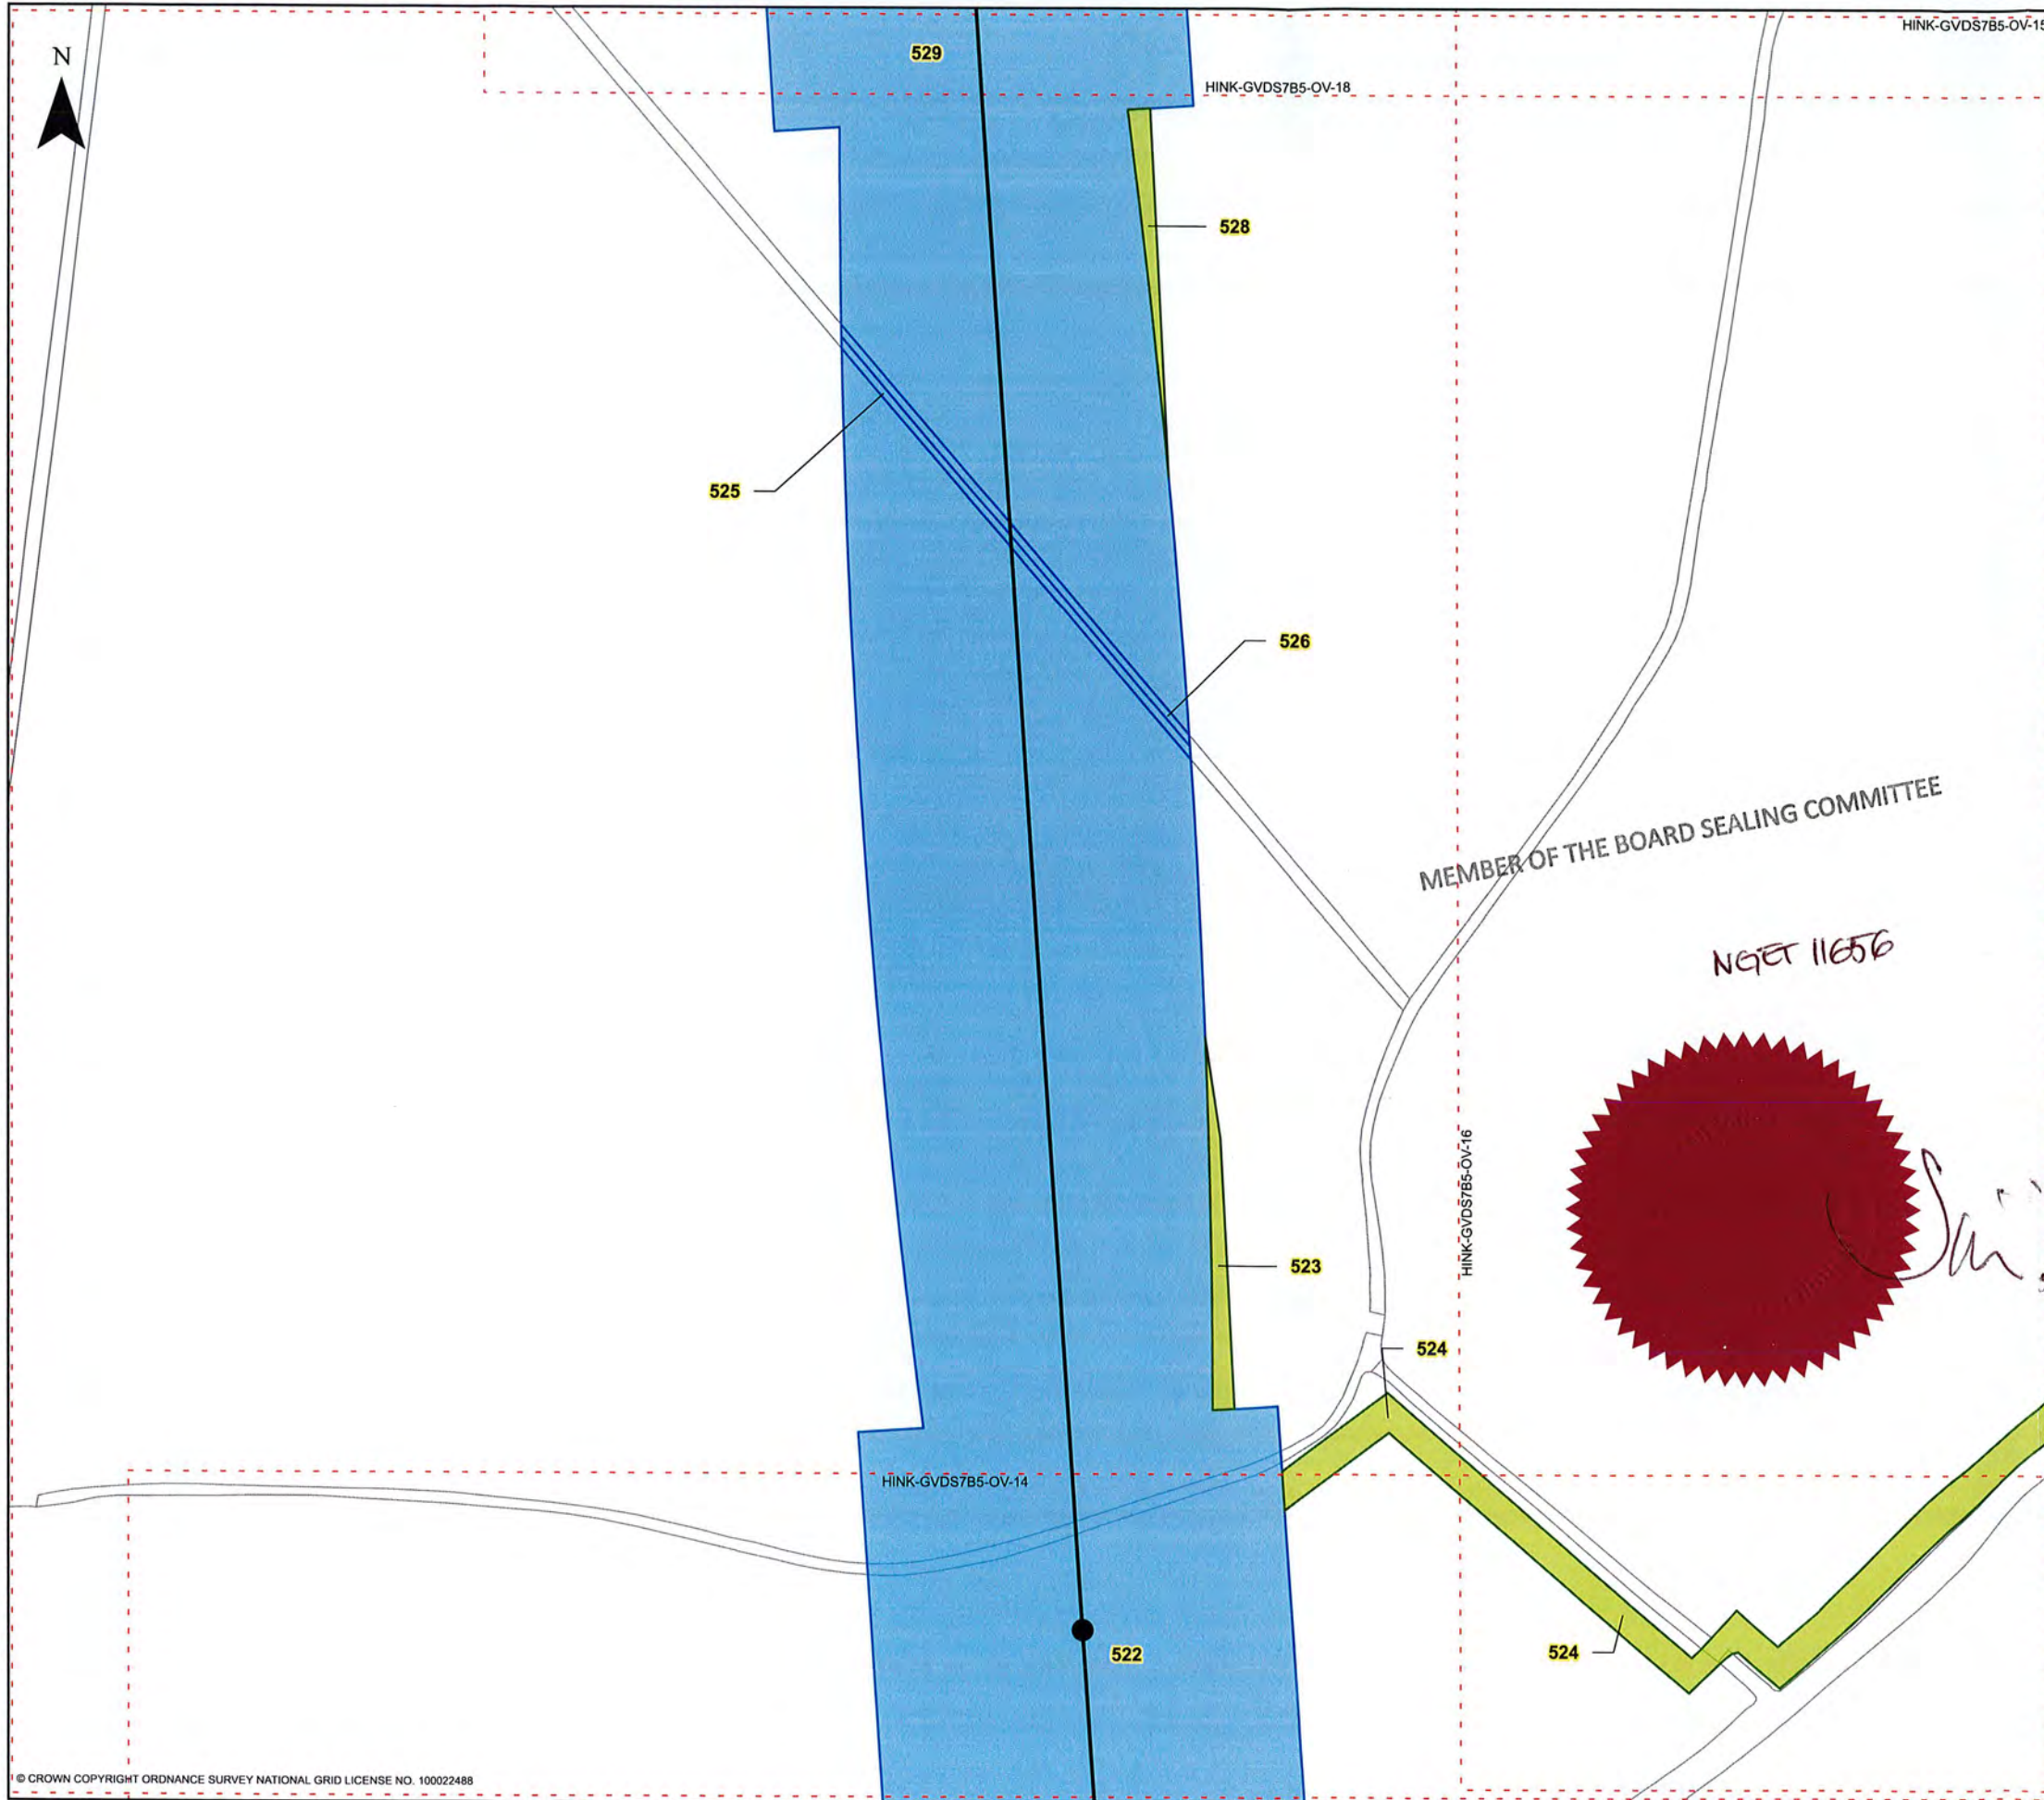 HINK-GVDS7B5-OV-15
N
529
HINK-GVDS7B5-OV-18
528
525
526
MEMBER OF THE BOARD SEALING COMMITTEE
NGET 11656
HINK-GVDS7B5-OV-16
523
524
HINK-GVDS7B5-OV-14
522
524
© CROWN COPYRIGHT ORDNANCE SURVEY NATIONAL GRID LICENSE NO. 100022488